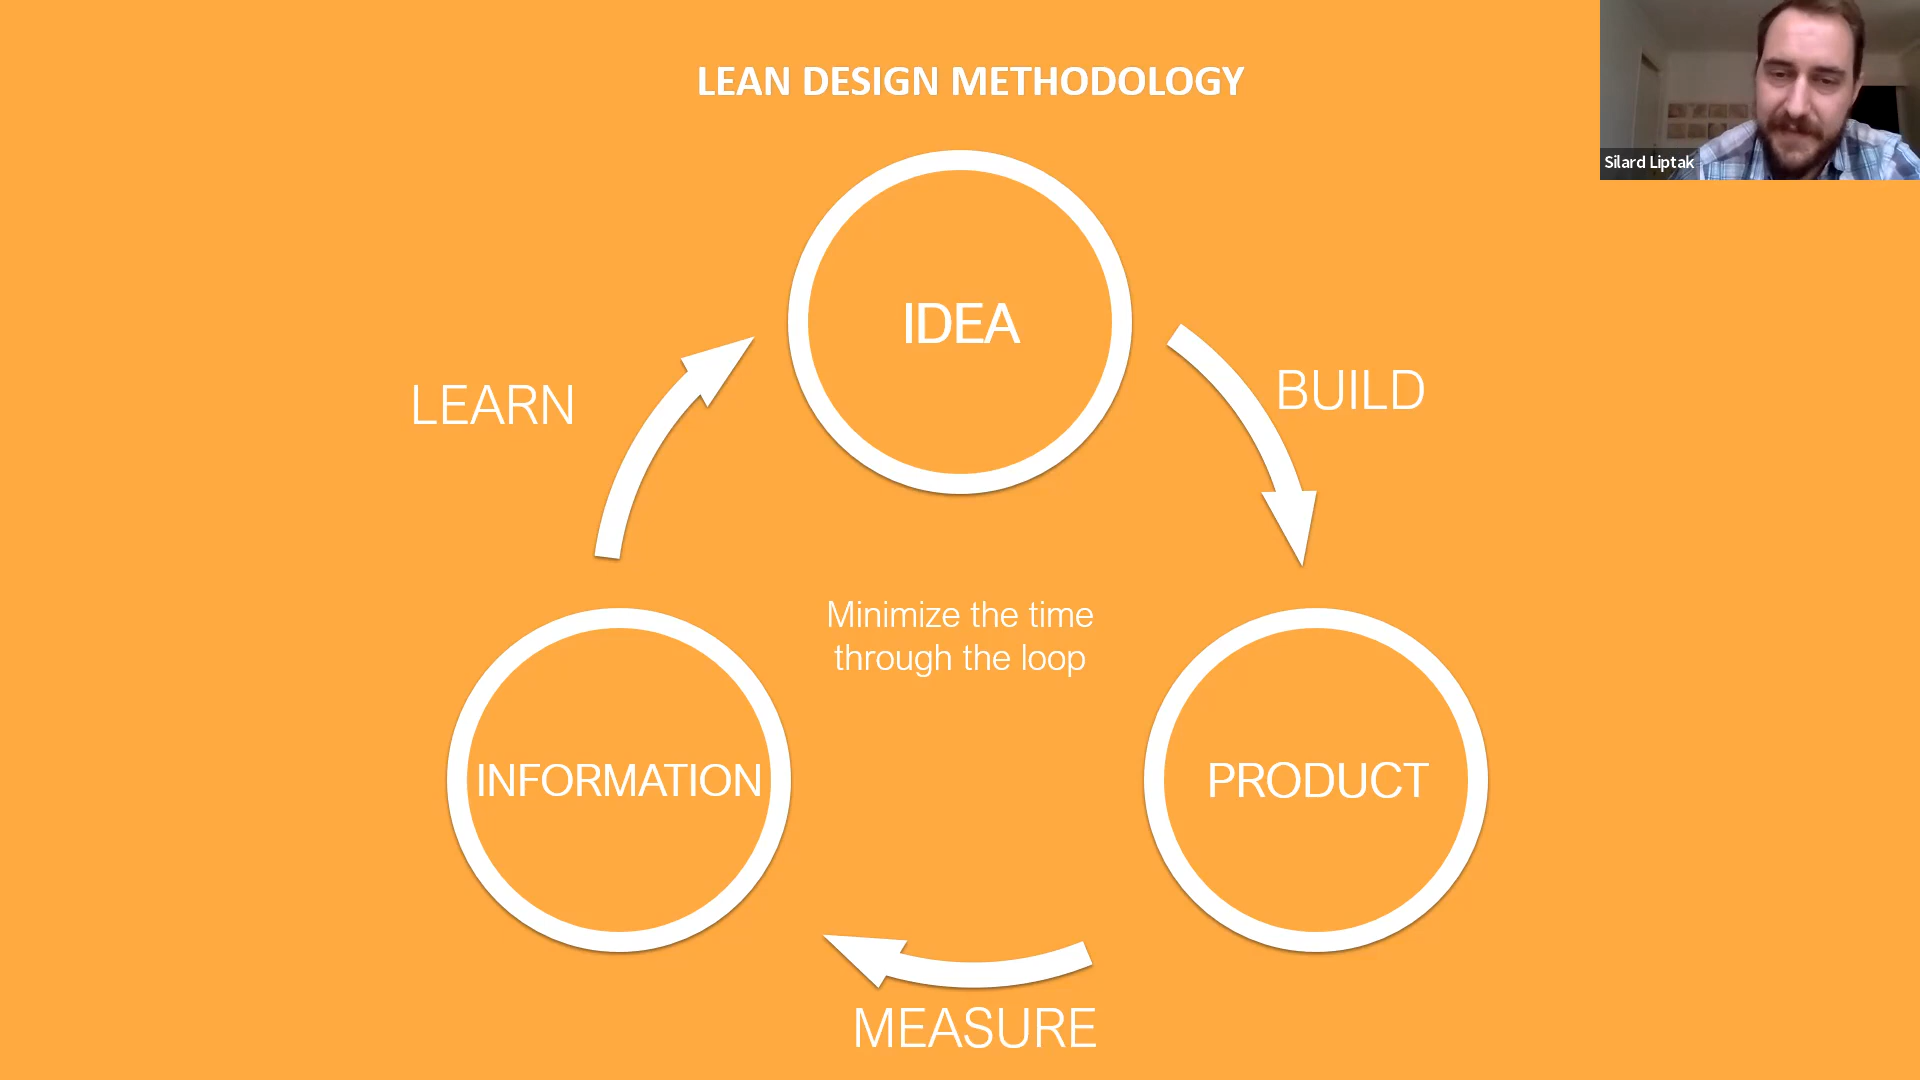 LEAN DESIGN METHODOLOGY
Silard Liptak
IDEA
LEARN
BUILD
Minimize the time
through the loop
INFORMATION
PRODUCT
MEASURE